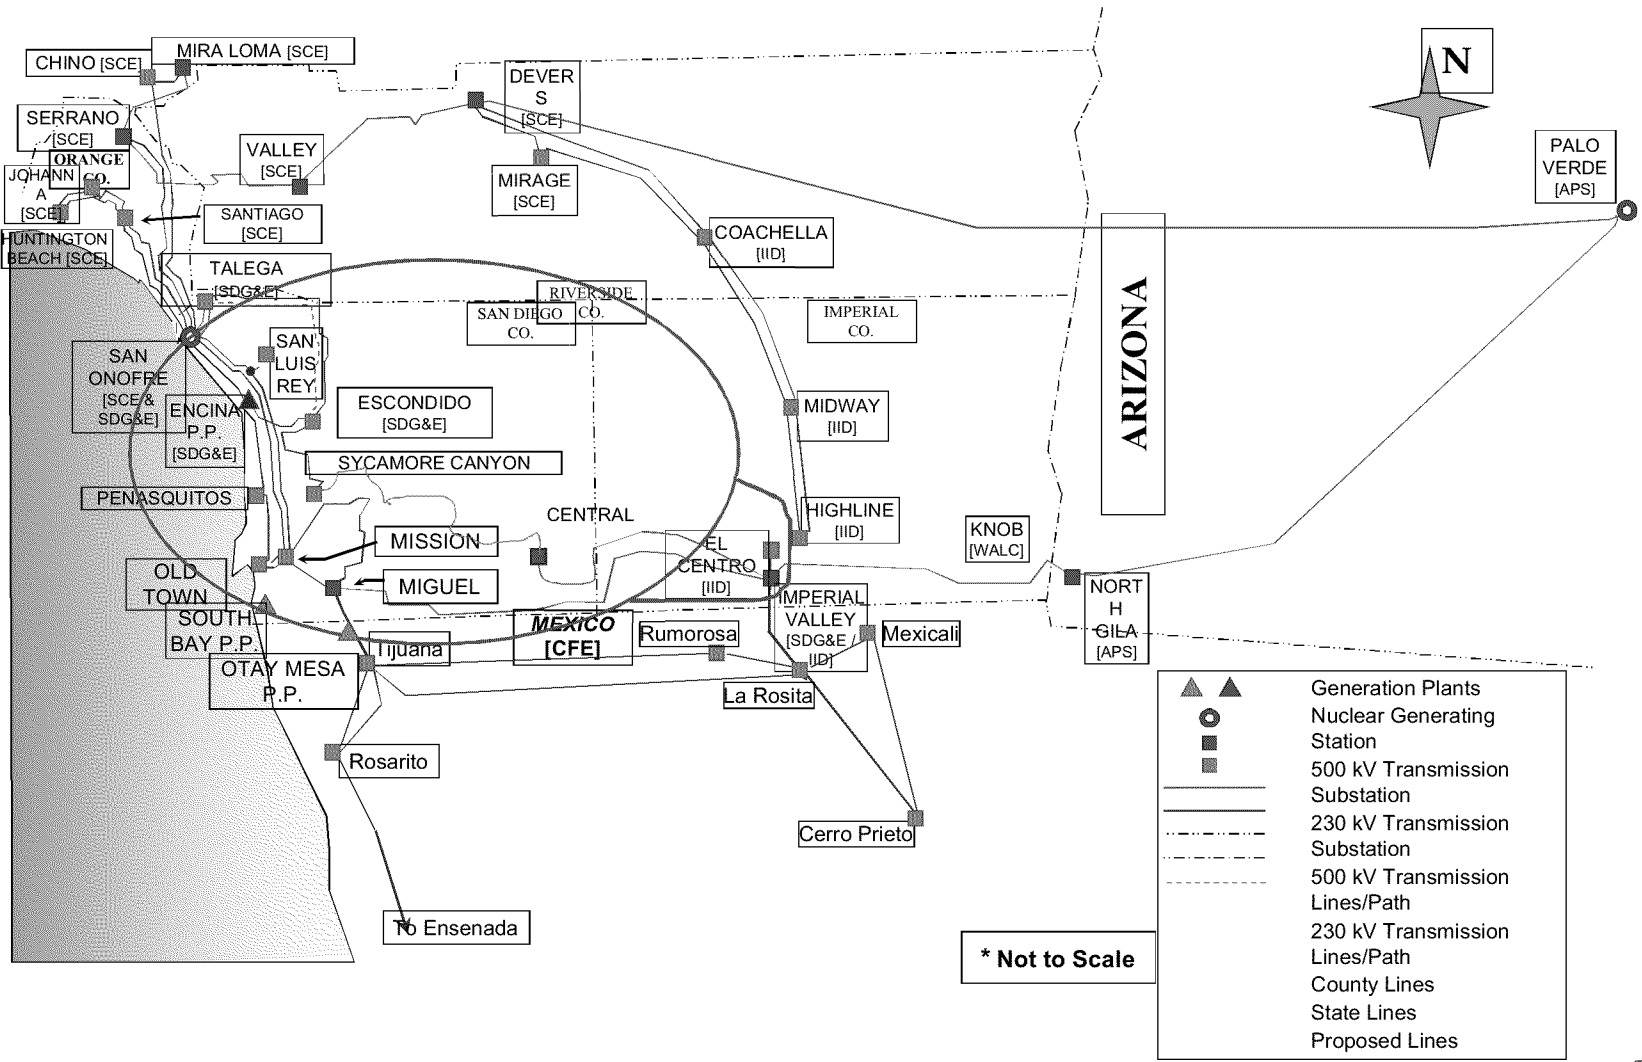 MIRA LOMA [SCE]
CHINO [SCE]
N
DEVER
S
[SCE]
SERRANO
[SCE]
VALLEY
[SCE]
PALO
VERDE
[APS]
ORANGE
CO.
JOHANN
A
[SCE]
MIRAGE
[SCE]
SANTIAGO
[SCE]
COACHELLA
[IID]
HUNTINGTON
BEACH [SCE]
TALEGA
[SDG&E]
RIVERSIDE
CO.
SAN DIEGO
CO.
IMPERIAL
CO.
ARIZONA
SAN
LUIS
REY
SAN
ONOFRE
[SCE &
SDG&E]
ENCINA
P.P.
[SDG&E]
ESCONDIDO
[SDG&E]
MIDWAY
[IID]
SYCAMORE CANYON
PENASQUITOS
CENTRAL
HIGHLINE
[IID]
KNOB
[WALC]
MISSION
EL
CENTRO
[IID]
OLD
TOWN
MIGUEL
NORT
H
GILA
[APS]
IMPERIAL
VALLEY
[SDG&E /
IID]
SOUTH
BAY P.P.
MEXICO
[CFE]
Rumorosa
Mexicali
Tijuana
OTAY MESA
P.P.
La Rosita
Rosarito
Cerro Prieto
To Ensenada
* Not to Scale
Generation Plants
Nuclear Generating
Station
500 kV Transmission
Substation
230 kV Transmission
Substation
500 kV Transmission
Lines/Path
230 kV Transmission
Lines/Path
County Lines
State Lines
Proposed Lines